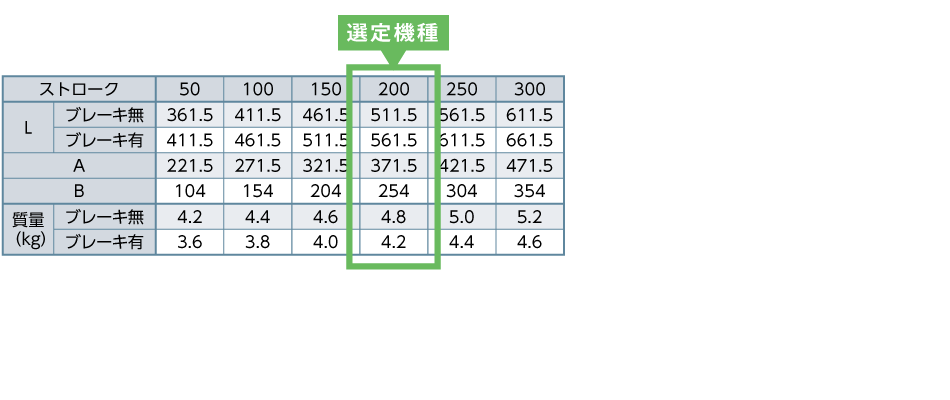 選定機種
ストローク 50 100 150 200 250 300
L ブレーキ無 361.5 411.5 461.5 511.5 561.5 611.5
ブレーキ有 411.5 461.5 511.5 561.5 611.5 661.5
A 221.5 271.5 321.5 371.5 421.5 471.5
B 104 154 204 254 304 354
質量(kg) ブレーキ無 4.2 4.4 4.6 4.8 5.0 5.2
ブレーキ有 3.6 3.8 4.0 4.2 4.4 4.6